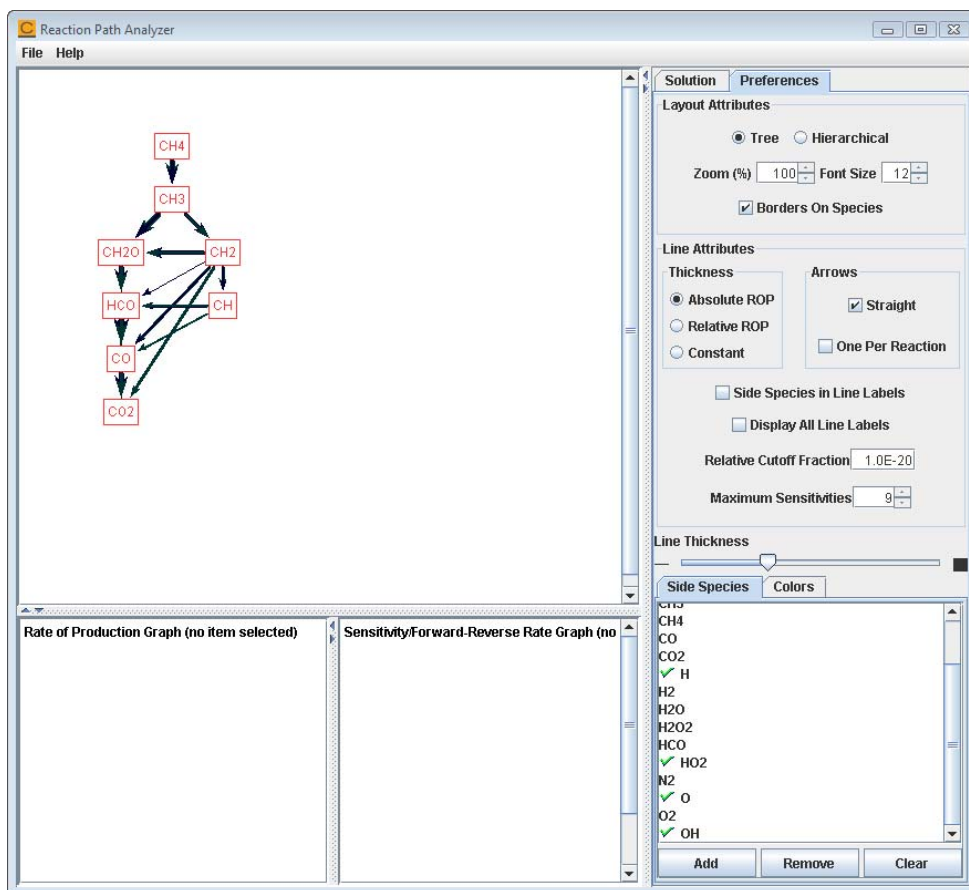 C Reaction Path Analyzer
File Help
CH4
CH3
CH2O CH2
HCO CH
CO
CO2
Solution Preferences
Layout Attributes
Tree Hierarchical
Zoom (%) 100 Font Size 12
Borders On Species
Line Attributes
Thickness Arrows
Absolute ROP
Straight
Relative ROP
One Per Reaction
Constant
Side Species in Line Labels
Display All Line Labels
Relative Cutoff Fraction 1.0E-20
Maximum Sensitivities 9
Line Thickness
Side Species Colors
CH3
CH4
CO
CO2
H
H2
H2O
H2O2
HCO
HO2
N2
O
O2
OH
Add Remove Clear
Rate of Production Graph (no item selected)
Sensitivity/Forward-Reverse Rate Graph (no